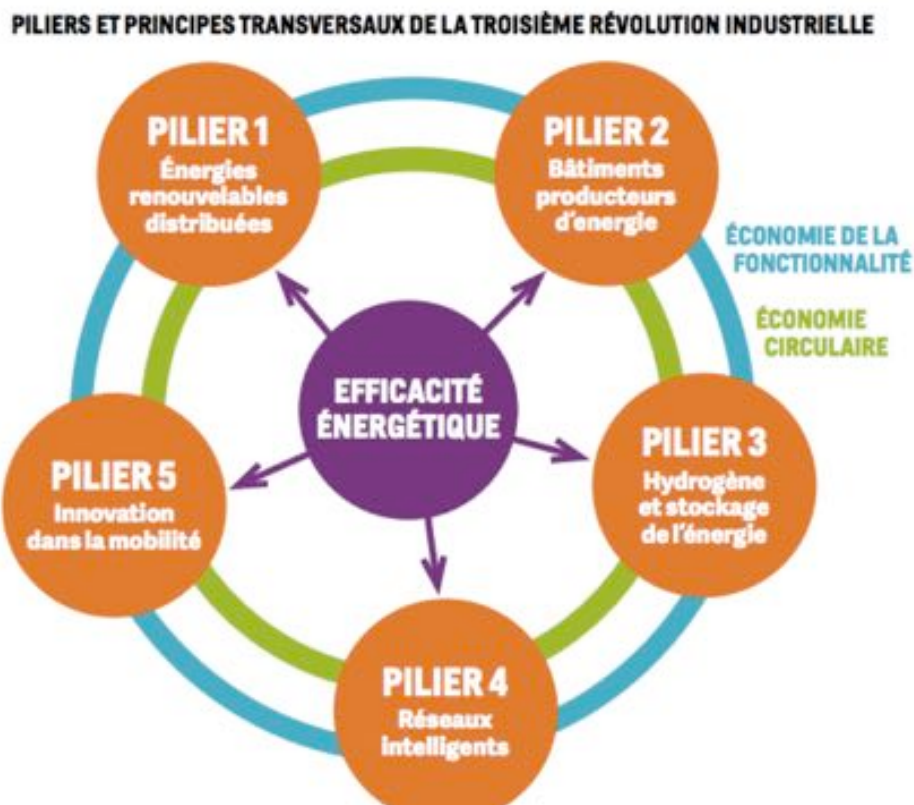 PILIERS ET PRINCIPES TRANSVERSAUX DE LA TROISIÈME RÉVOLUTION INDUSTRIELLE
PILIER 1
Énergies
renouvelables
distribuées
PILIER 2
Bâtiments
producteurs
d'energie
ÉCONOMIE DE LA
FONCTIONNALITÉ
ÉCONOMIE
CIRCULAIRE
EFFICACITÉ
ÉNERGÉTIQUE
PILIER 3
Hydrogène
et stockage
de l'énergie
PILIER 5
Innovation
dans la mobilité
PILIER 4
Réseaux
intelligents